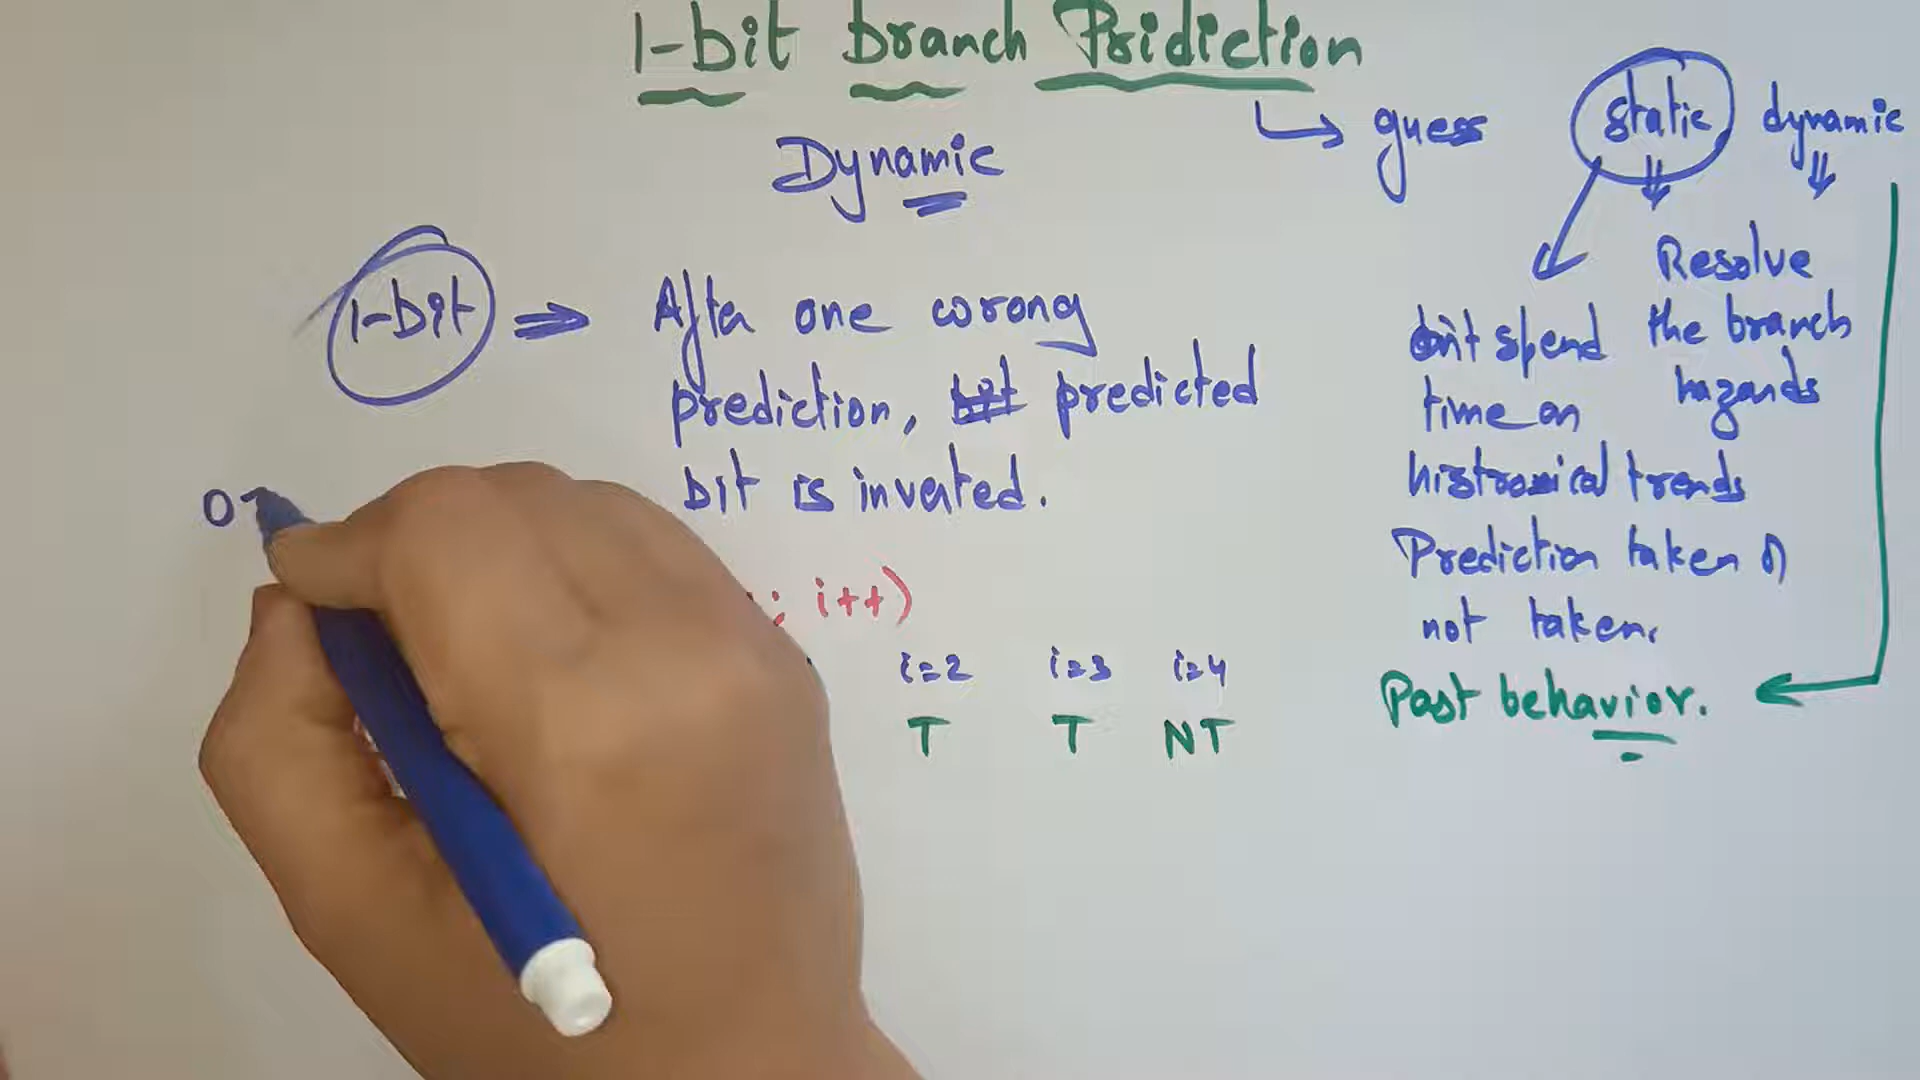 1-bit branch Pridiction
guess
static dynamic
Dynamic
1-bit ⇒ After one wrong
prediction, predicted
bit is inverted.
0
; i++)
i=2 i=3 i=4
T T NT
Resolve
the branch
hazards
don't spend
time on
histrorical trends
Prediction taken or
not taken.
Past behavior.